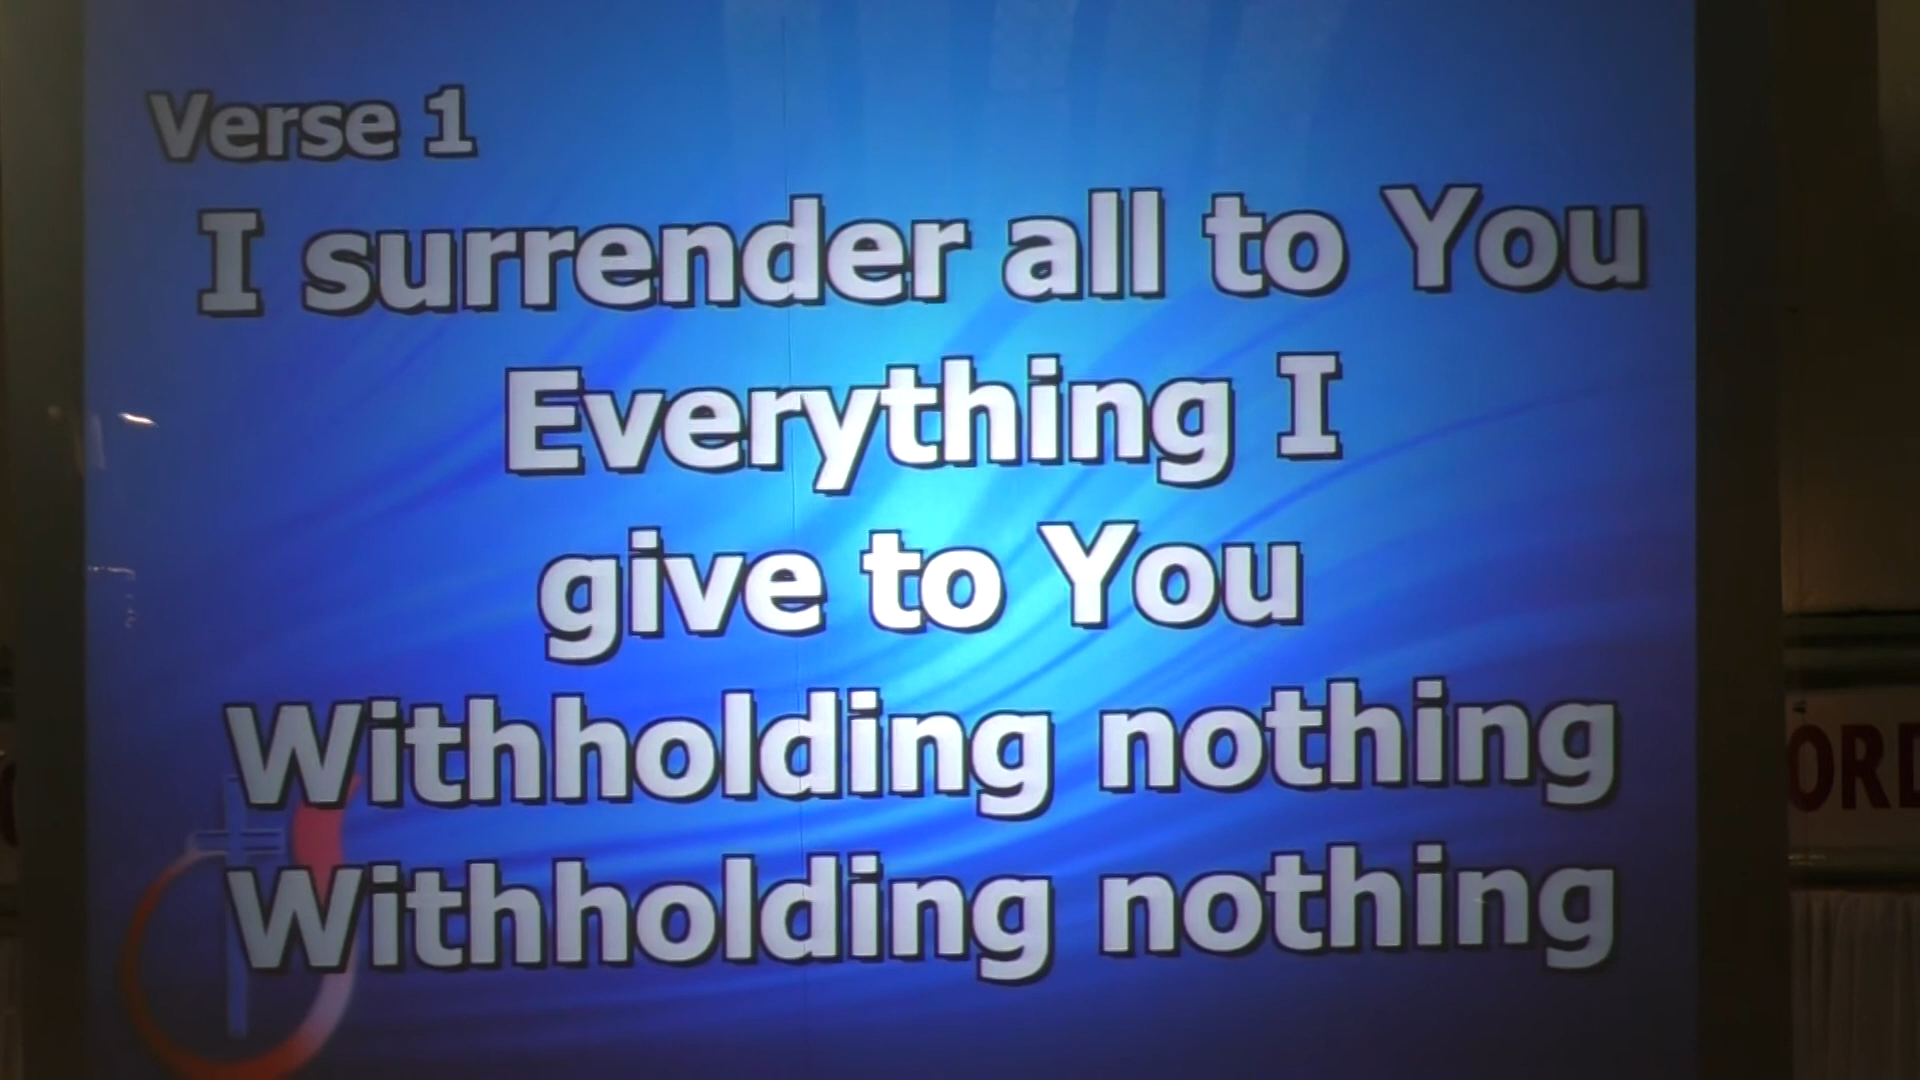 Verse 1
I surrender all to You
Everything I
give to You
Withholding nothing
Withholding nothing